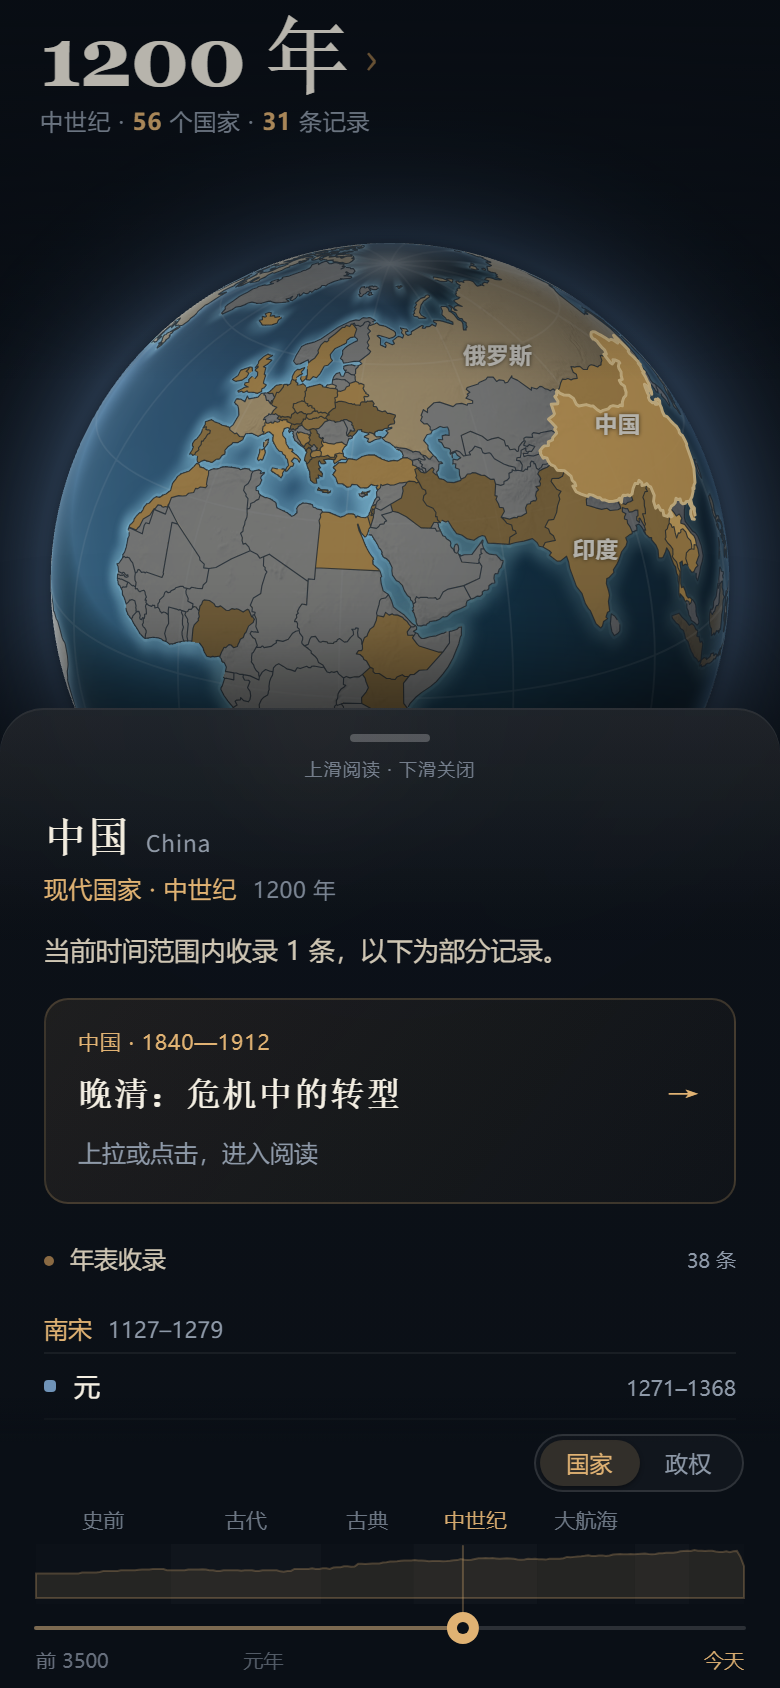 1200 年 ›
中世纪 · 56 个国家 · 31 条记录
俄罗斯
中国
印度
上滑阅读 · 下滑关闭
中国 China
现代国家 · 中世纪 1200 年
当前时间范围内收录 1 条，以下为部分记录。
中国 · 1840—1912
晚清：危机中的转型 →
上拉或点击，进入阅读
年表收录 38 条
南宋 1127–1279
元 1271–1368
国家 政权
史前 古代 古典 中世纪 大航海
前 3500 元年 今天